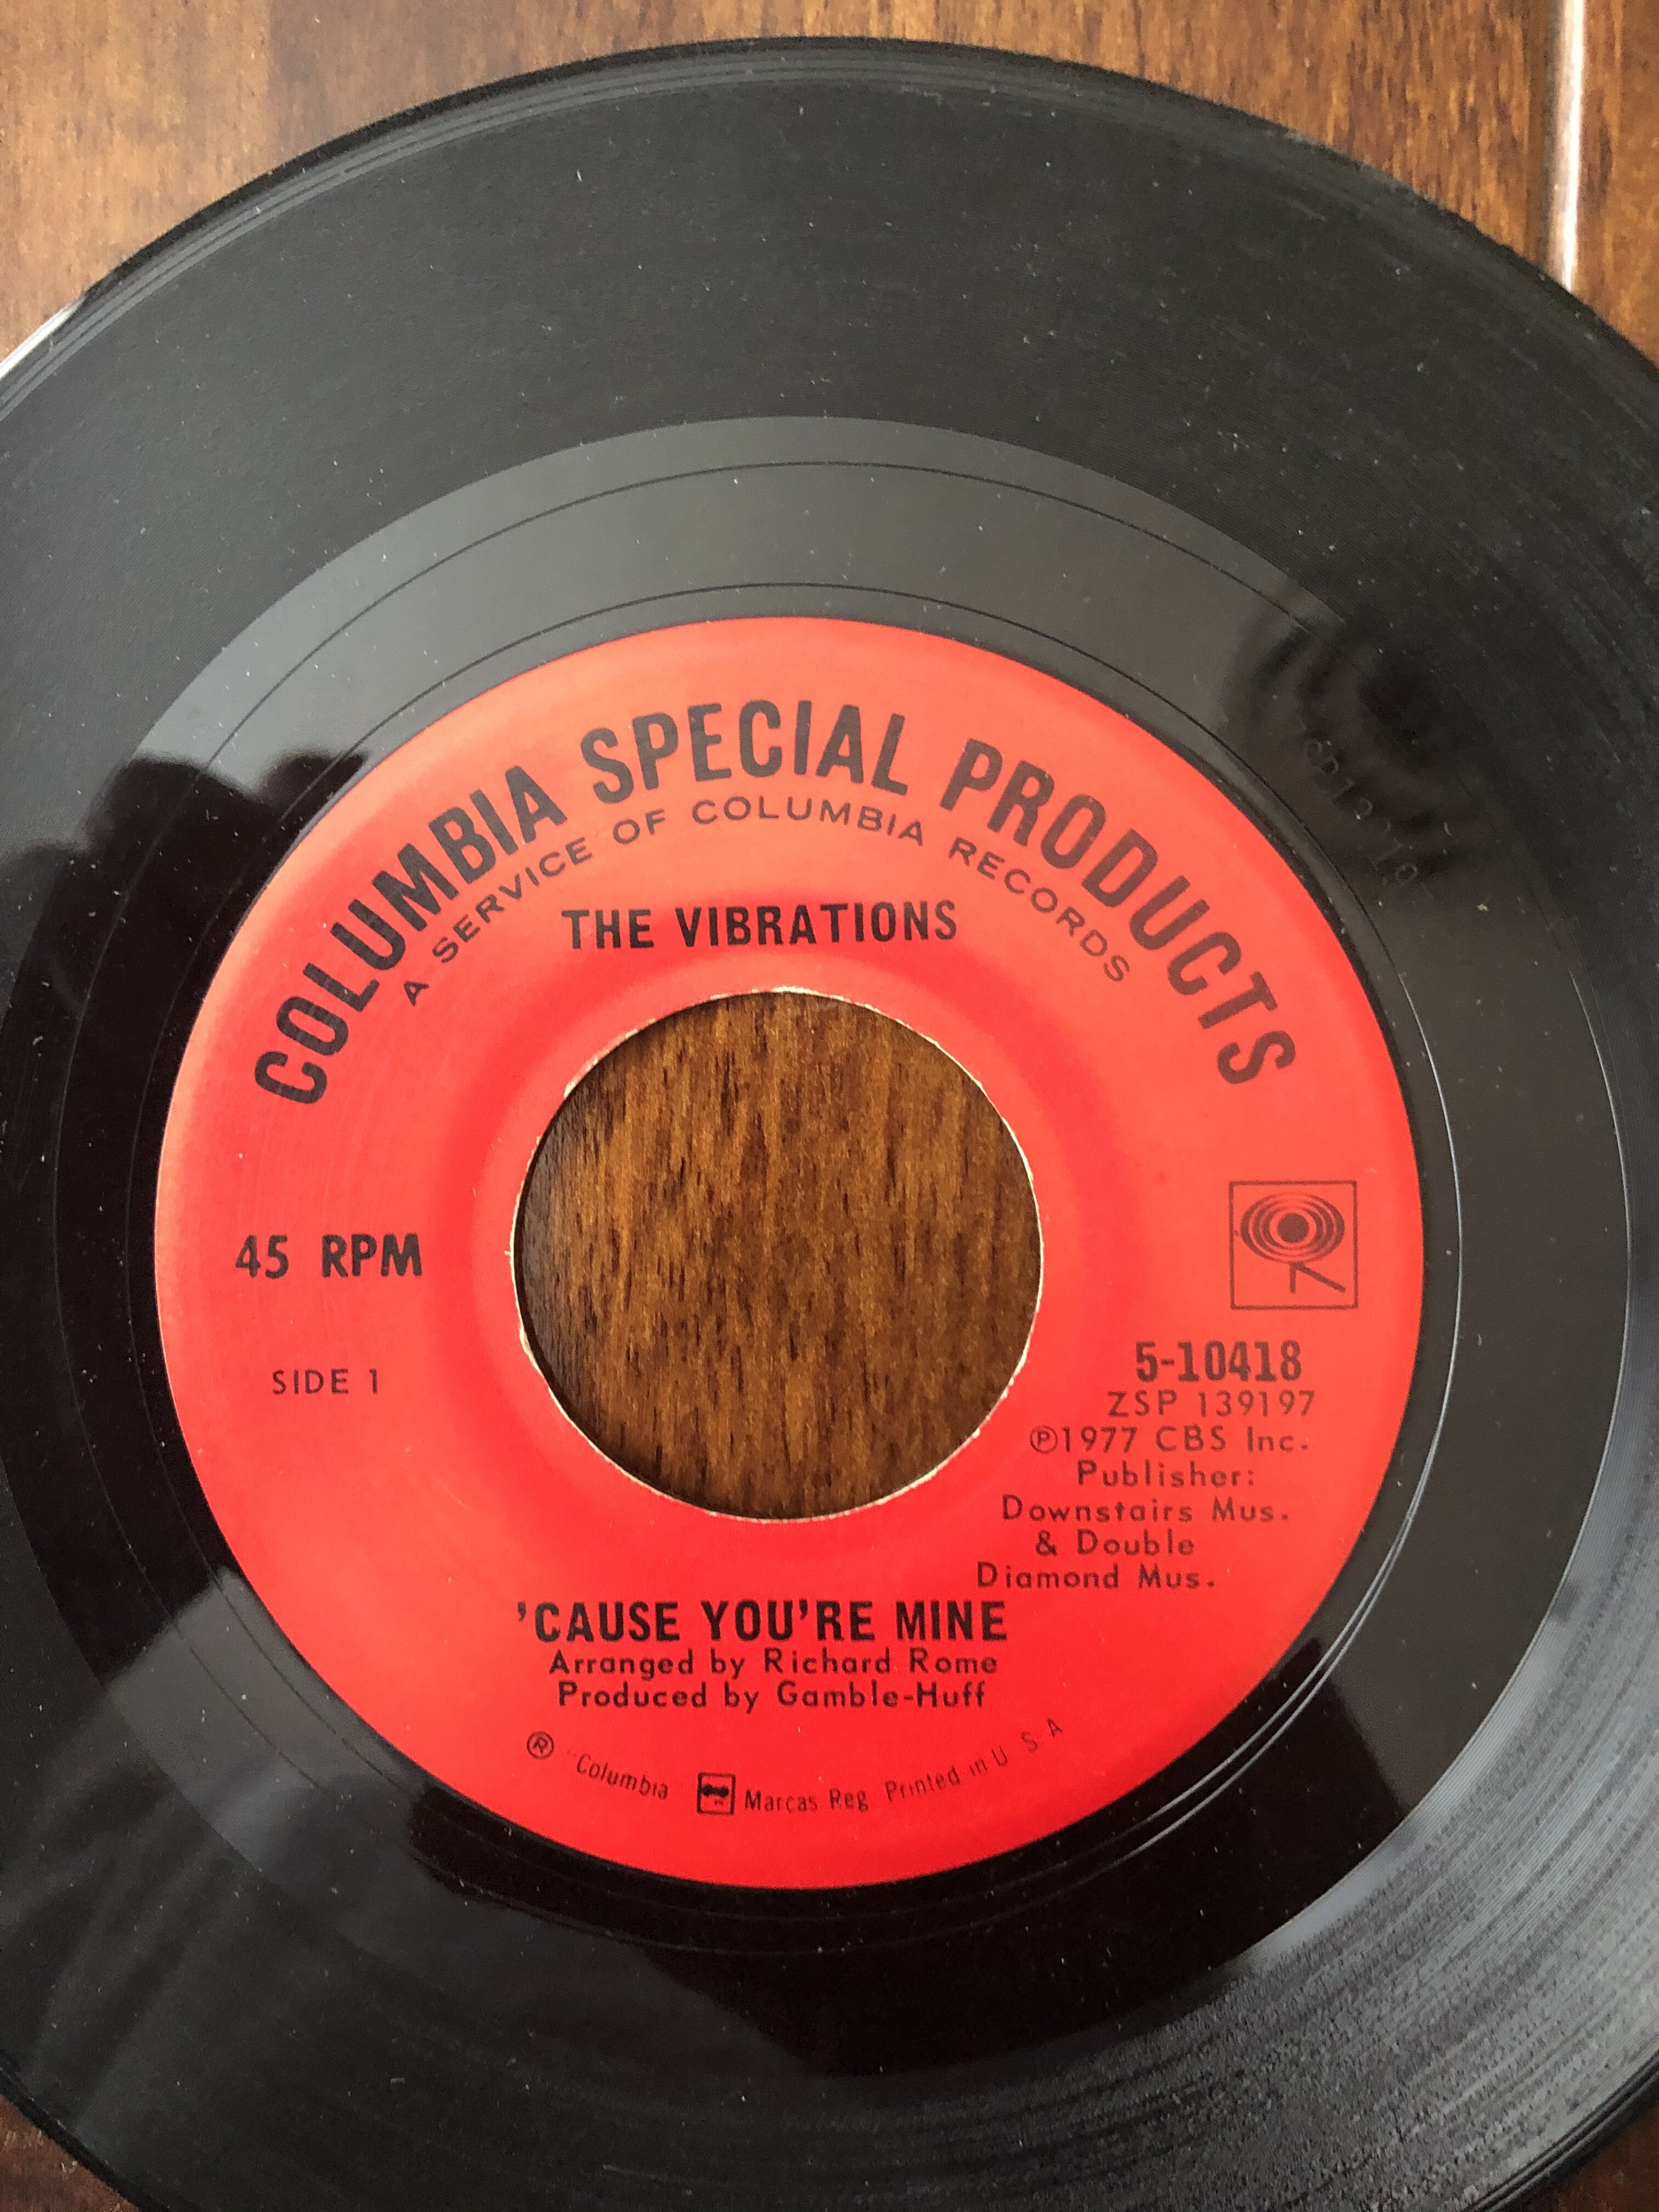 COLUMBIA SPECIAL PRODUCTS
A SERVICE OF COLUMBIA RECORDS
THE VIBRATIONS
45 RPM
SIDE 1
5-10418
ZSP 139197
Ⓟ1977 CBS Inc.
Publisher:
Downstairs Mus.
& Double
Diamond Mus.
'CAUSE YOU'RE MINE
Arranged by Richard Rome
Produced by Gamble-Huff
® "Columbia Marcas Reg Printed in U S A